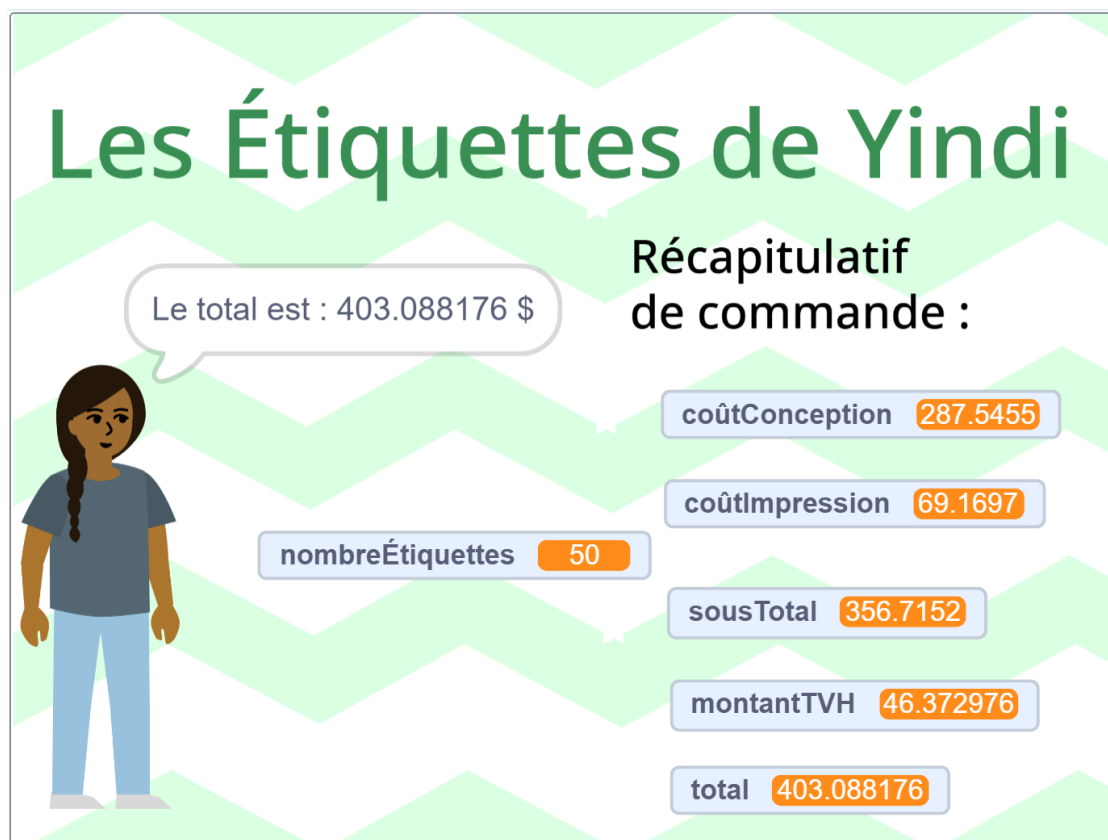 Les Étiquettes de Yindi
Le total est : 403.088176 $
Récapitulatif
de commande :
coûtConception 287.5455
coûtImpression 69.1697
nombreÉtiquettes 50
sousTotal 356.7152
montantTVH 46.372976
total 403.088176